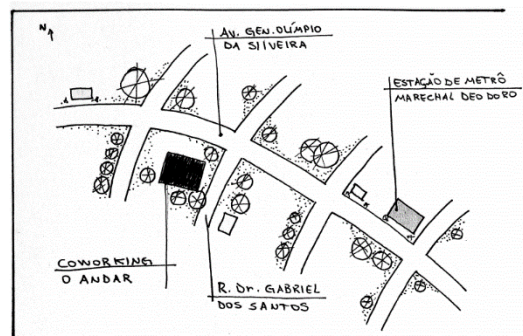 N
AV. GEN. OLÍMPIO
DA SILVEIRA
ESTAÇÃO DE METRÔ
MARECHAL DEODORO
COWORKING
O ANDAR
R. Dr. GABRIEL
DOS SANTOS